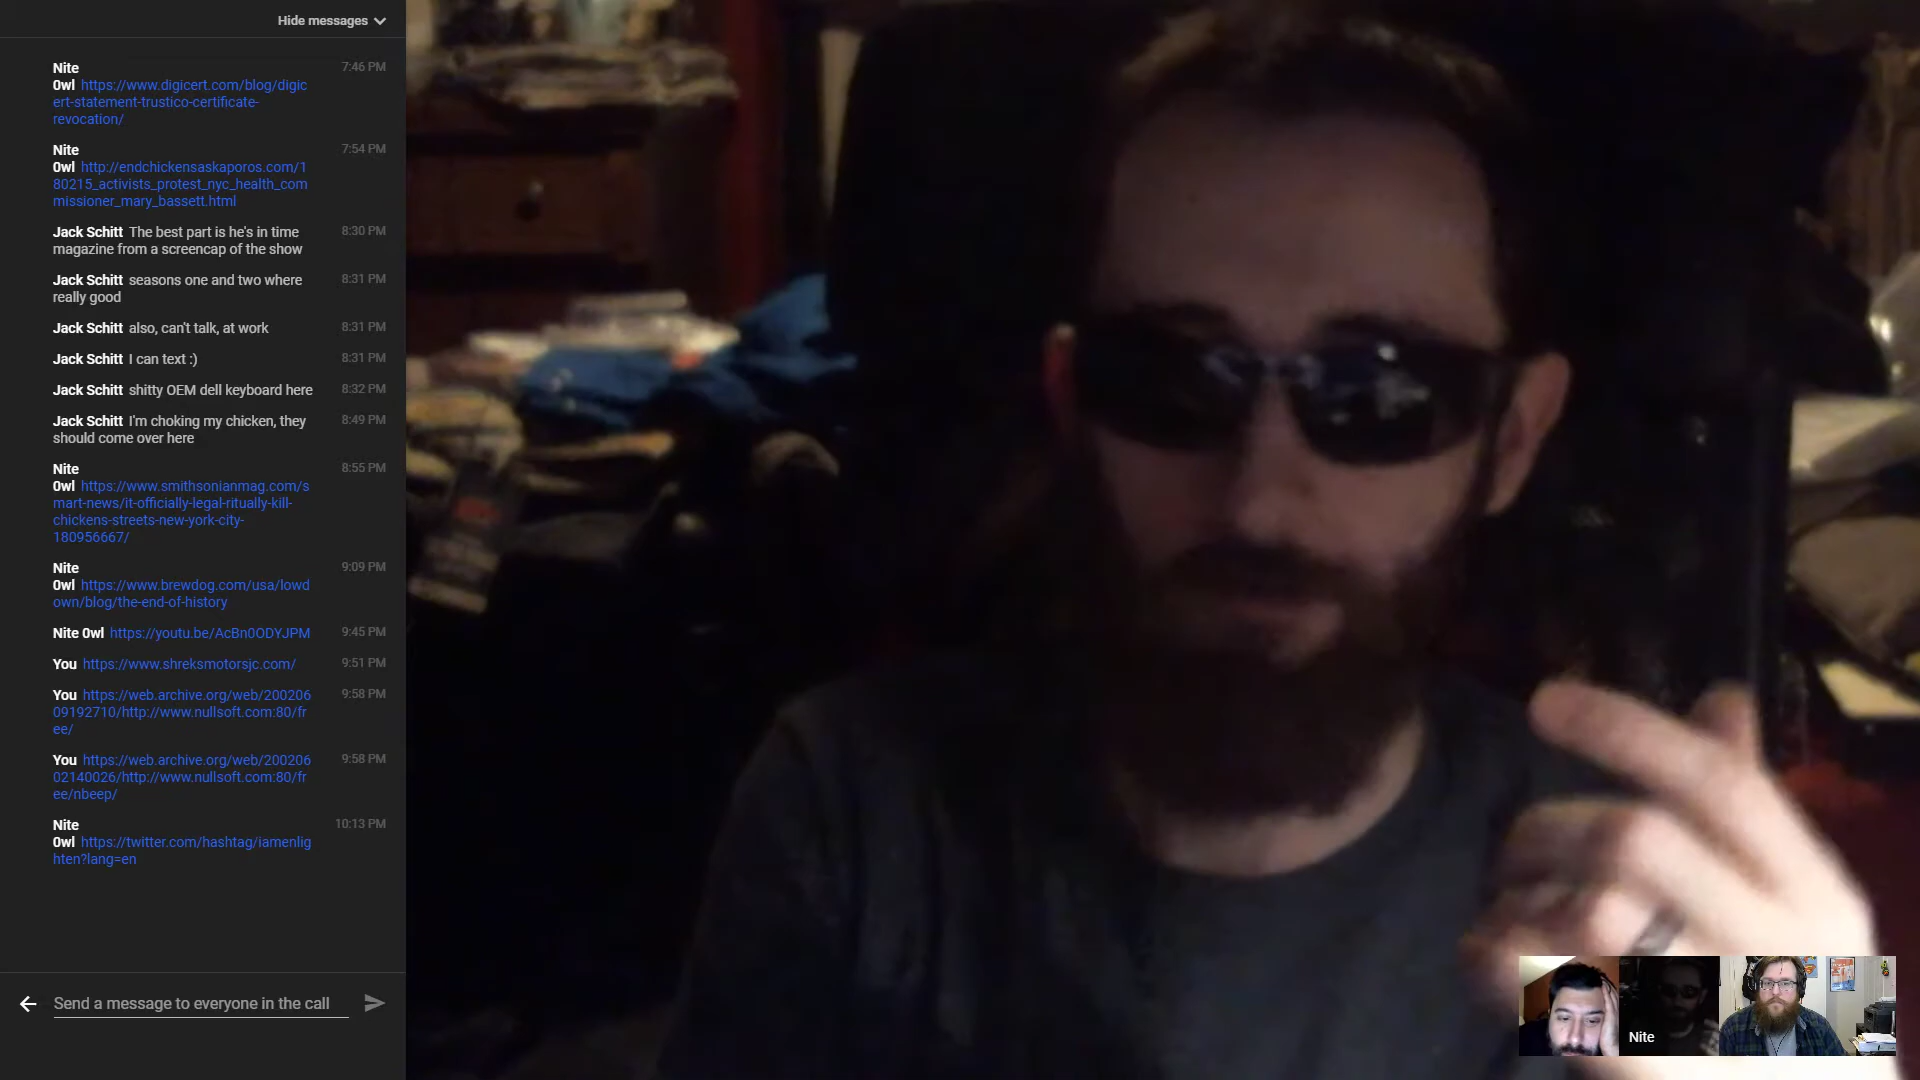 Hide messages
Nite 7:46 PM
0wl https://www.digicert.com/blog/digic
ert-statement-trustico-certificate-
revocation/
Nite 7:54 PM
0wl http://endchickensaskaporos.com/1
80215_activists_protest_nyc_health_com
missioner_mary_bassett.html
Jack Schitt The best part is he's in time 8:30 PM
magazine from a screencap of the show
Jack Schitt seasons one and two where 8:31 PM
really good
Jack Schitt also, can't talk, at work 8:31 PM
Jack Schitt I can text :) 8:31 PM
Jack Schitt shitty OEM dell keyboard here 8:32 PM
Jack Schitt I'm choking my chicken, they 8:49 PM
should come over here
Nite 8:55 PM
0wl https://www.smithsonianmag.com/s
mart-news/it-officially-legal-ritually-kill-
chickens-streets-new-york-city-
180956667/
Nite 9:09 PM
0wl https://www.brewdog.com/usa/lowd
own/blog/the-end-of-history
Nite 0wl https://youtu.be/AcBn0ODYJPM 9:45 PM
You https://www.shreksmotorsjc.com/ 9:51 PM
You https://web.archive.org/web/200206 9:58 PM
09192710/http://www.nullsoft.com:80/fr
ee/
You https://web.archive.org/web/200206 9:58 PM
02140026/http://www.nullsoft.com:80/fr
ee/nbeep/
Nite 10:13 PM
0wl https://twitter.com/hashtag/iamenlig
hten?lang=en
Send a message to everyone in the call
Nite